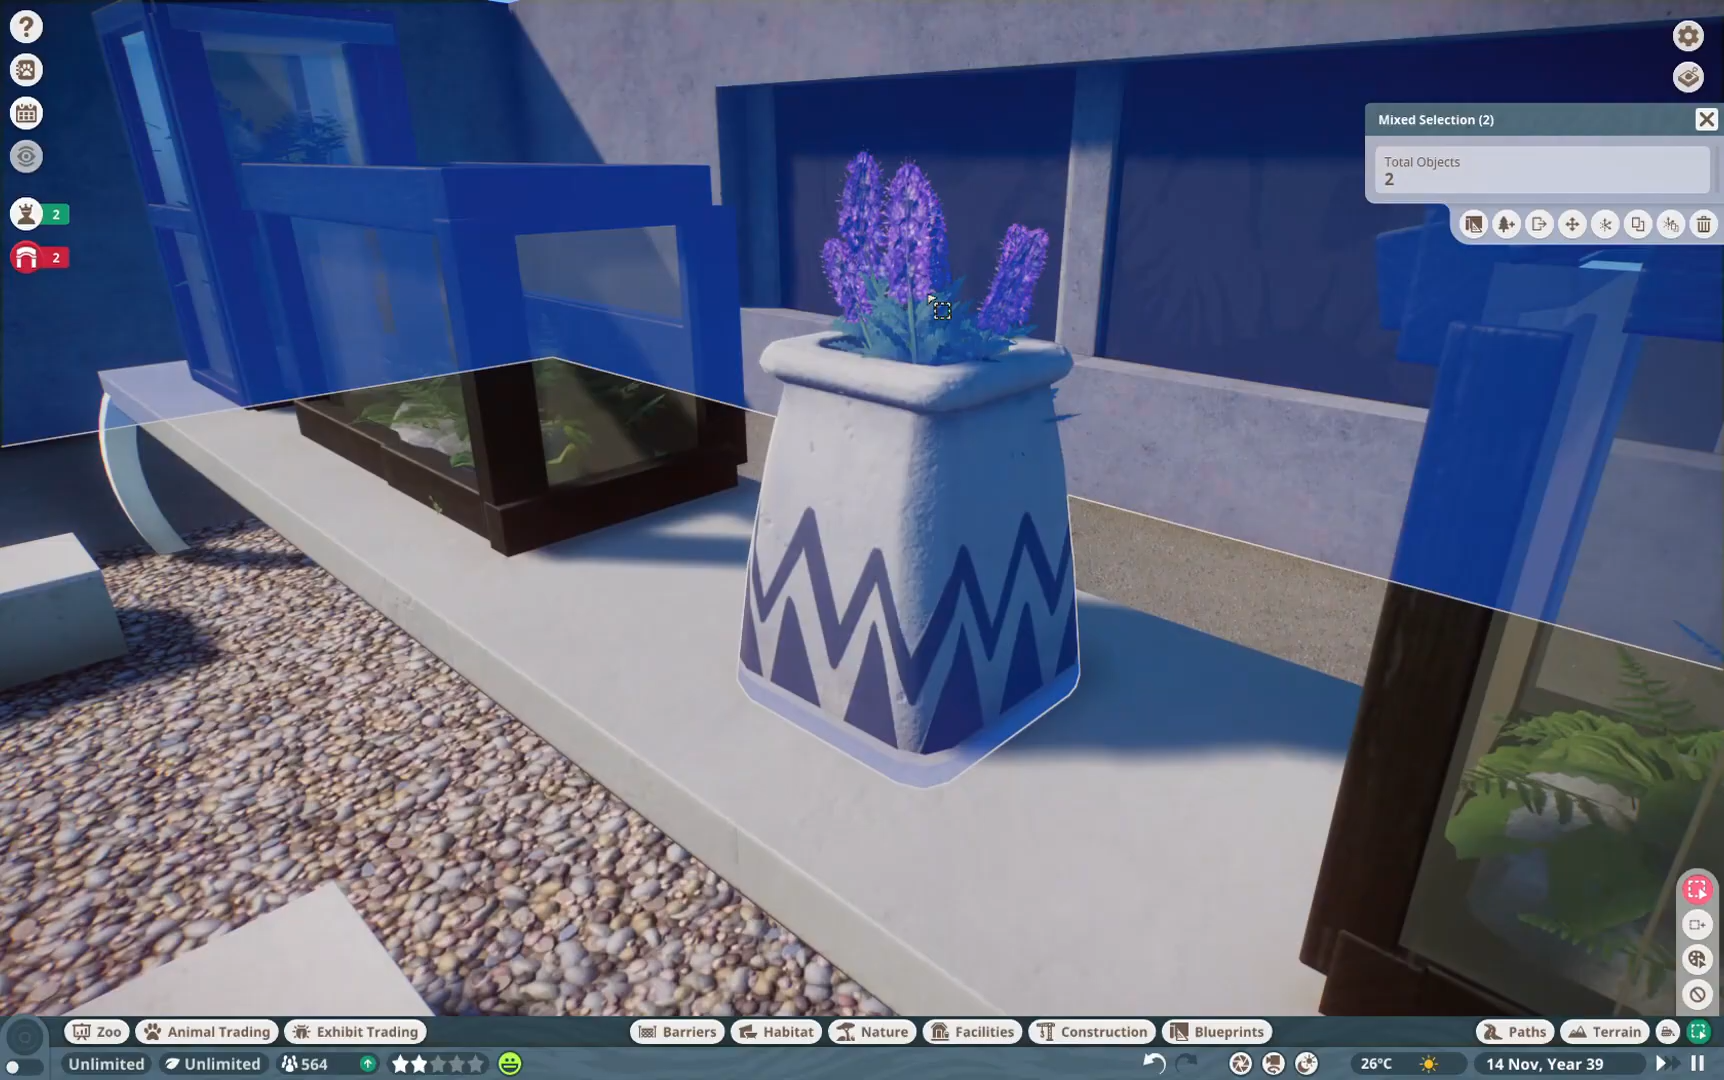 ?
2
2
Mixed Selection (2)
Total Objects
2
Zoo
Animal Trading
Exhibit Trading
Barriers
Habitat
Nature
Facilities
Construction
Blueprints
Paths
Terrain
Unlimited
Unlimited
564
26°C
14 Nov, Year 39